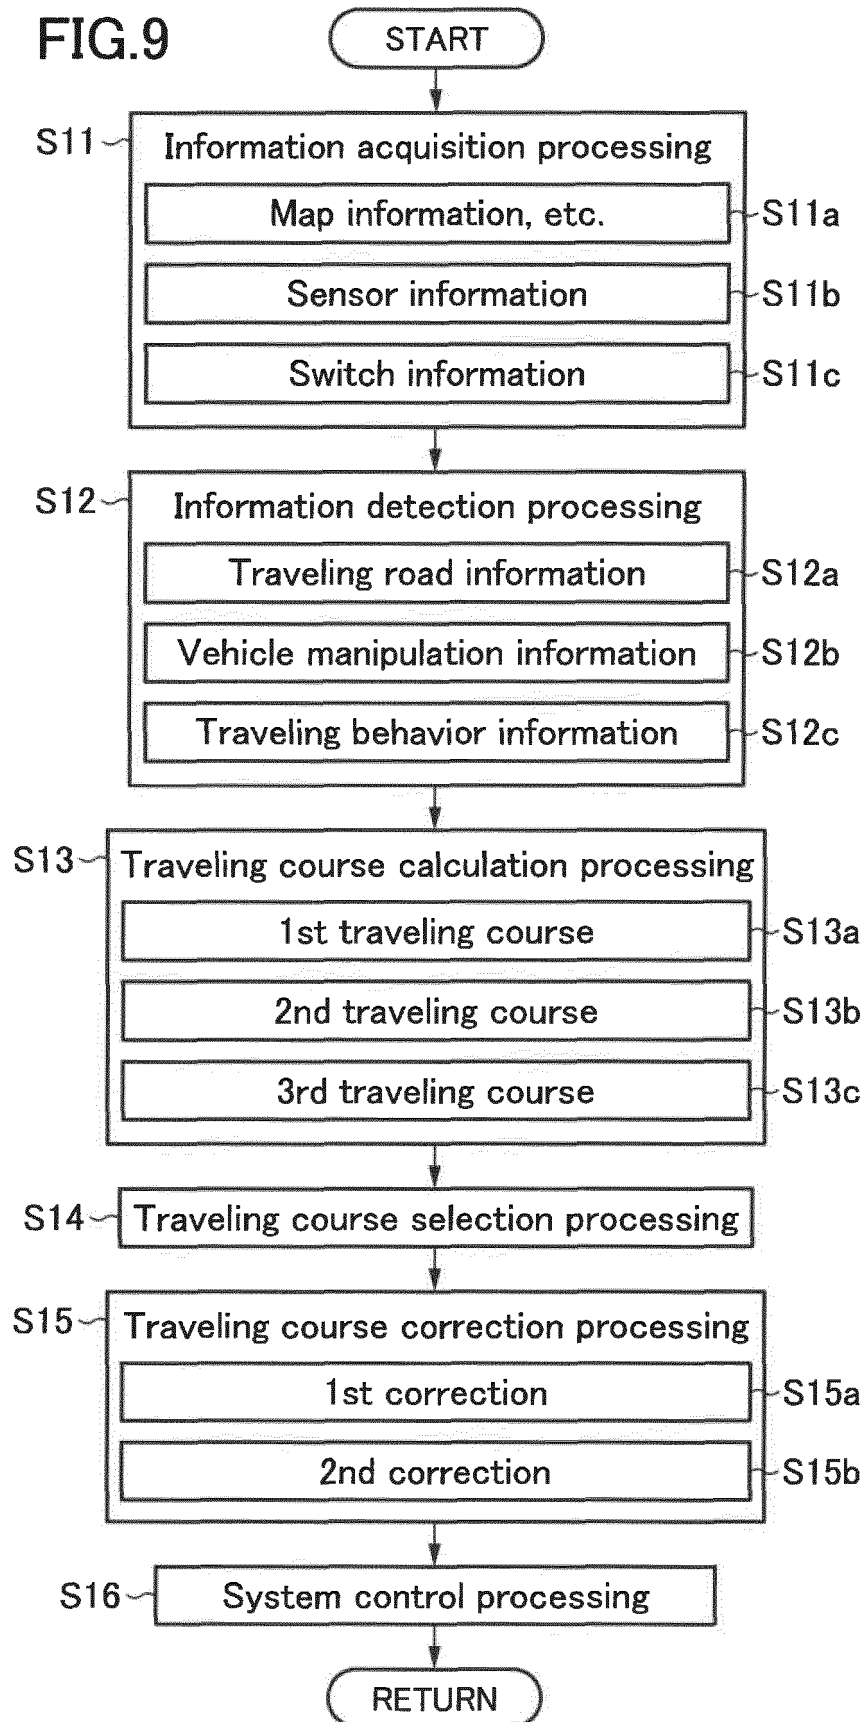 FIG.9
START
S11
Information acquisition processing
Map information, etc.
S11a
Sensor information
S11b
Switch information
S11c
S12
Information detection processing
Traveling road information
S12a
Vehicle manipulation information
S12b
Traveling behavior information
S12c
S13
Traveling course calculation processing
1st traveling course
S13a
2nd traveling course
S13b
3rd traveling course
S13c
S14
Traveling course selection processing
S15
Traveling course correction processing
1st correction
S15a
2nd correction
S15b
S16
System control processing
RETURN